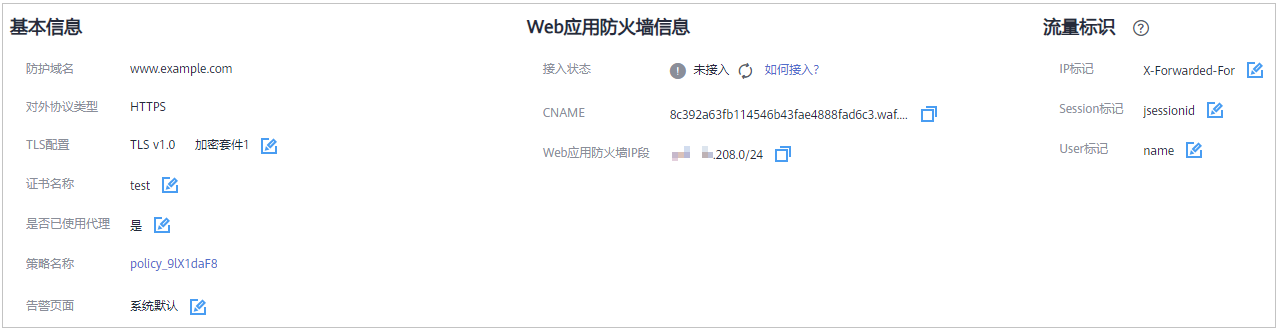 基本信息
防护域名 www.example.com
对外协议类型 HTTPS
TLS配置 TLS v1.0 加密套件1
证书名称 test
是否已使用代理 是
策略名称 policy_9lX1daF8
告警页面 系统默认
Web应用防火墙信息
接入状态 未接入 如何接入?
CNAME 8c392a63fb114546b43fae4888fad6c3.waf....
Web应用防火墙IP段 .208.0/24
流量标识
IP标记 X-Forwarded-For
Session标记 jsessionid
User标记 name